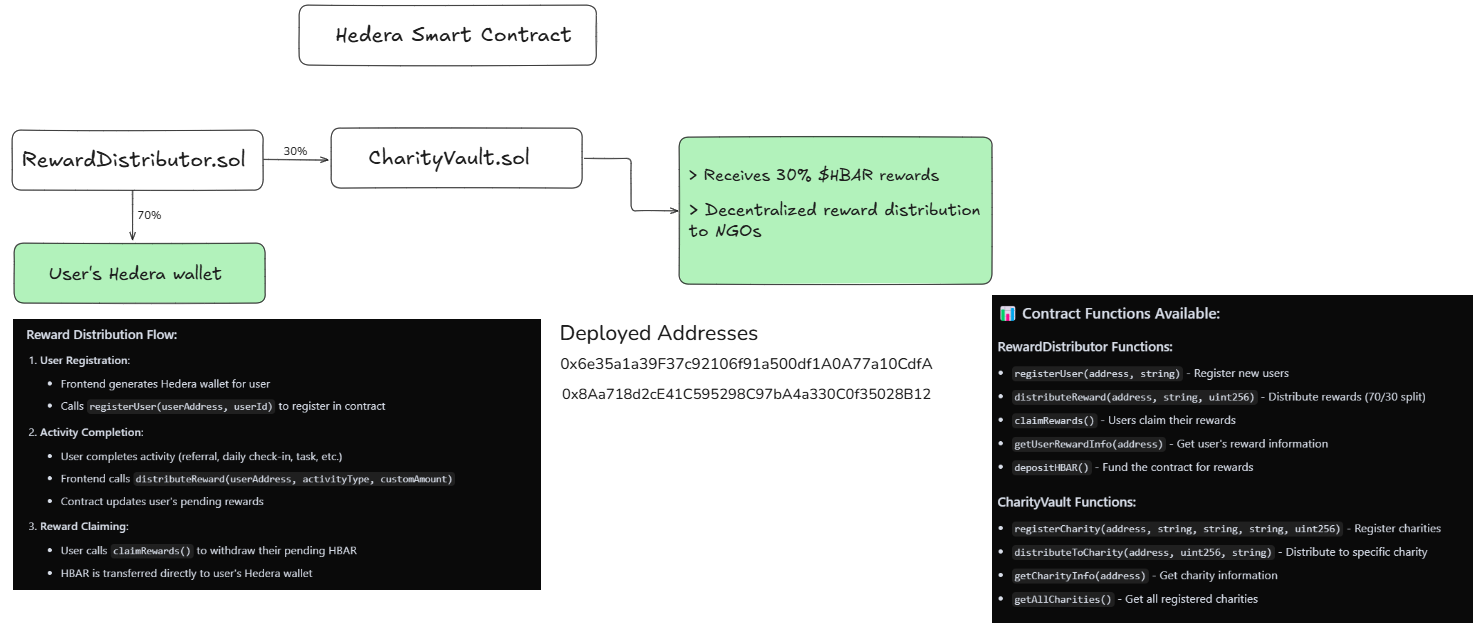 Hedera Smart Contract
RewardDistributor.sol
30%
CharityVault.sol
> Receives 30% $HBAR rewards
> Decentralized reward distribution
to NGOs
70%
User's Hedera wallet
Reward Distribution Flow:
1. User Registration:
• Frontend generates Hedera wallet for user
• Calls registerUser(userAddress, userId) to register in contract
2. Activity Completion:
• User completes activity (referral, daily check-in, task, etc.)
• Frontend calls distributeReward(userAddress, activityType, customAmount)
• Contract updates user's pending rewards
3. Reward Claiming:
• User calls claimRewards() to withdraw their pending HBAR
• HBAR is transferred directly to user's Hedera wallet
Deployed Addresses
0x6e35a1a39F37c92106f91a500df1A0A77a10CdfA
0x8Aa718d2cE41C595298C97bA4a330C0f35028B12
📊 Contract Functions Available:
RewardDistributor Functions:
• registerUser(address, string) - Register new users
• distributeReward(address, string, uint256) - Distribute rewards (70/30 split)
• claimRewards() - Users claim their rewards
• getUserRewardInfo(address) - Get user's reward information
• depositHBAR() - Fund the contract for rewards
CharityVault Functions:
• registerCharity(address, string, string, string, uint256) - Register charities
• distributeToCharity(address, uint256, string) - Distribute to specific charity
• getCharityInfo(address) - Get charity information
• getAllCharities() - Get all registered charities